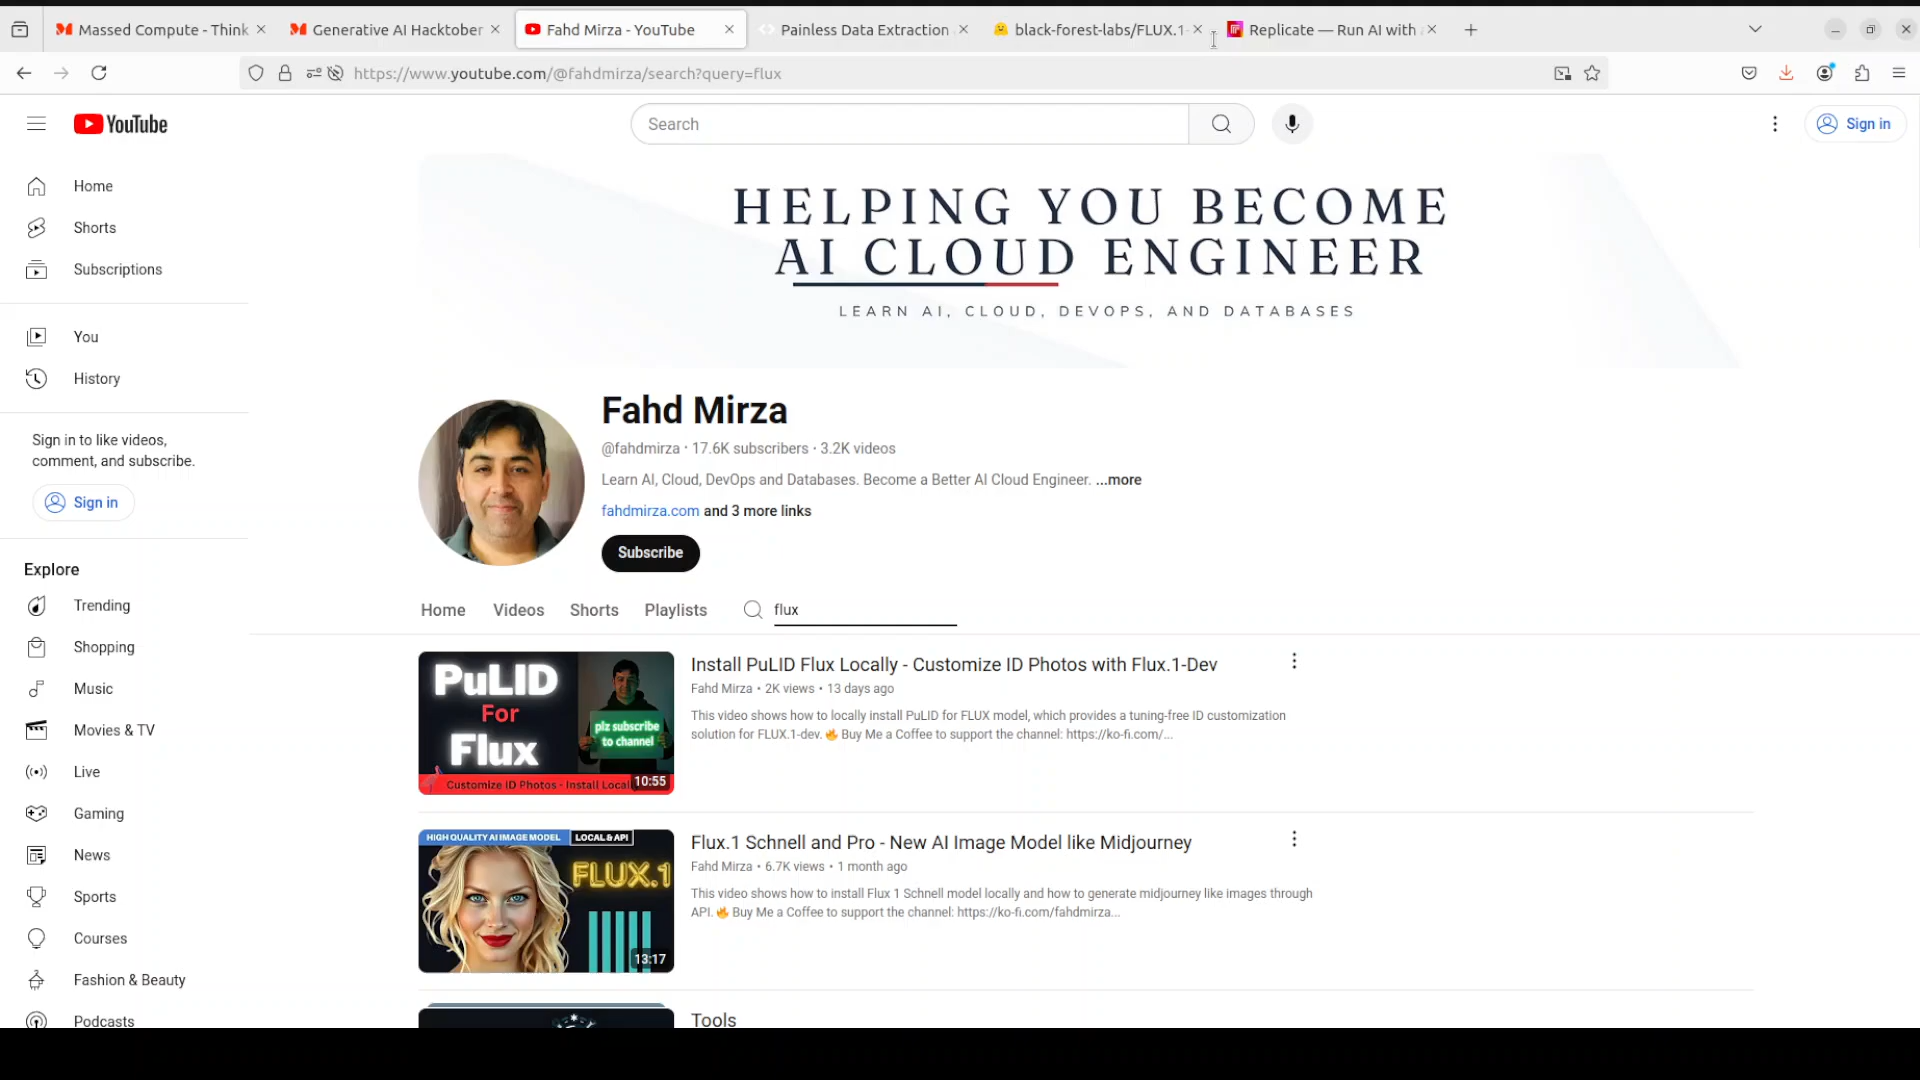 Massed Compute - Think
Generative AI Hacktober
Fahd Mirza - YouTube
Painless Data Extraction
black-forest-labs/FLUX.1-
Replicate — Run AI with
https://www.youtube.com/@fahdmirza/search?query=flux
YouTube
Search
Sign in
Home
Shorts
Subscriptions
You
History
Sign in to like videos,
comment, and subscribe.
Sign in
Explore
Trending
Shopping
Music
Movies & TV
Live
Gaming
News
Sports
Courses
Fashion & Beauty
Podcasts
HELPING YOU BECOME
AI CLOUD ENGINEER
LEARN AI, CLOUD, DEVOPS, AND DATABASES
Fahd Mirza
@fahdmirza • 17.6K subscribers • 3.2K videos
Learn AI, Cloud, DevOps and Databases. Become a Better AI Cloud Engineer. ...more
fahdmirza.com and 3 more links
Subscribe
Home Videos Shorts Playlists flux
PuLID
For
Flux
plz subscribe
to channel
Customize ID Photos - Install Local
10:55
Install PuLID Flux Locally - Customize ID Photos with Flux.1-Dev
Fahd Mirza • 2K views • 13 days ago
This video shows how to locally install PuLID for FLUX model, which provides a tuning-free ID customization
solution for FLUX.1-dev. 🔥 Buy Me a Coffee to support the channel: https://ko-fi.com/...
HIGH QUALITY AI IMAGE MODEL LOCAL & API
FLUX.1
13:17
Flux.1 Schnell and Pro - New AI Image Model like Midjourney
Fahd Mirza • 6.7K views • 1 month ago
This video shows how to install Flux 1 Schnell model locally and how to generate midjourney like images through
API. 🔥 Buy Me a Coffee to support the channel: https://ko-fi.com/fahdmirza...
Tools